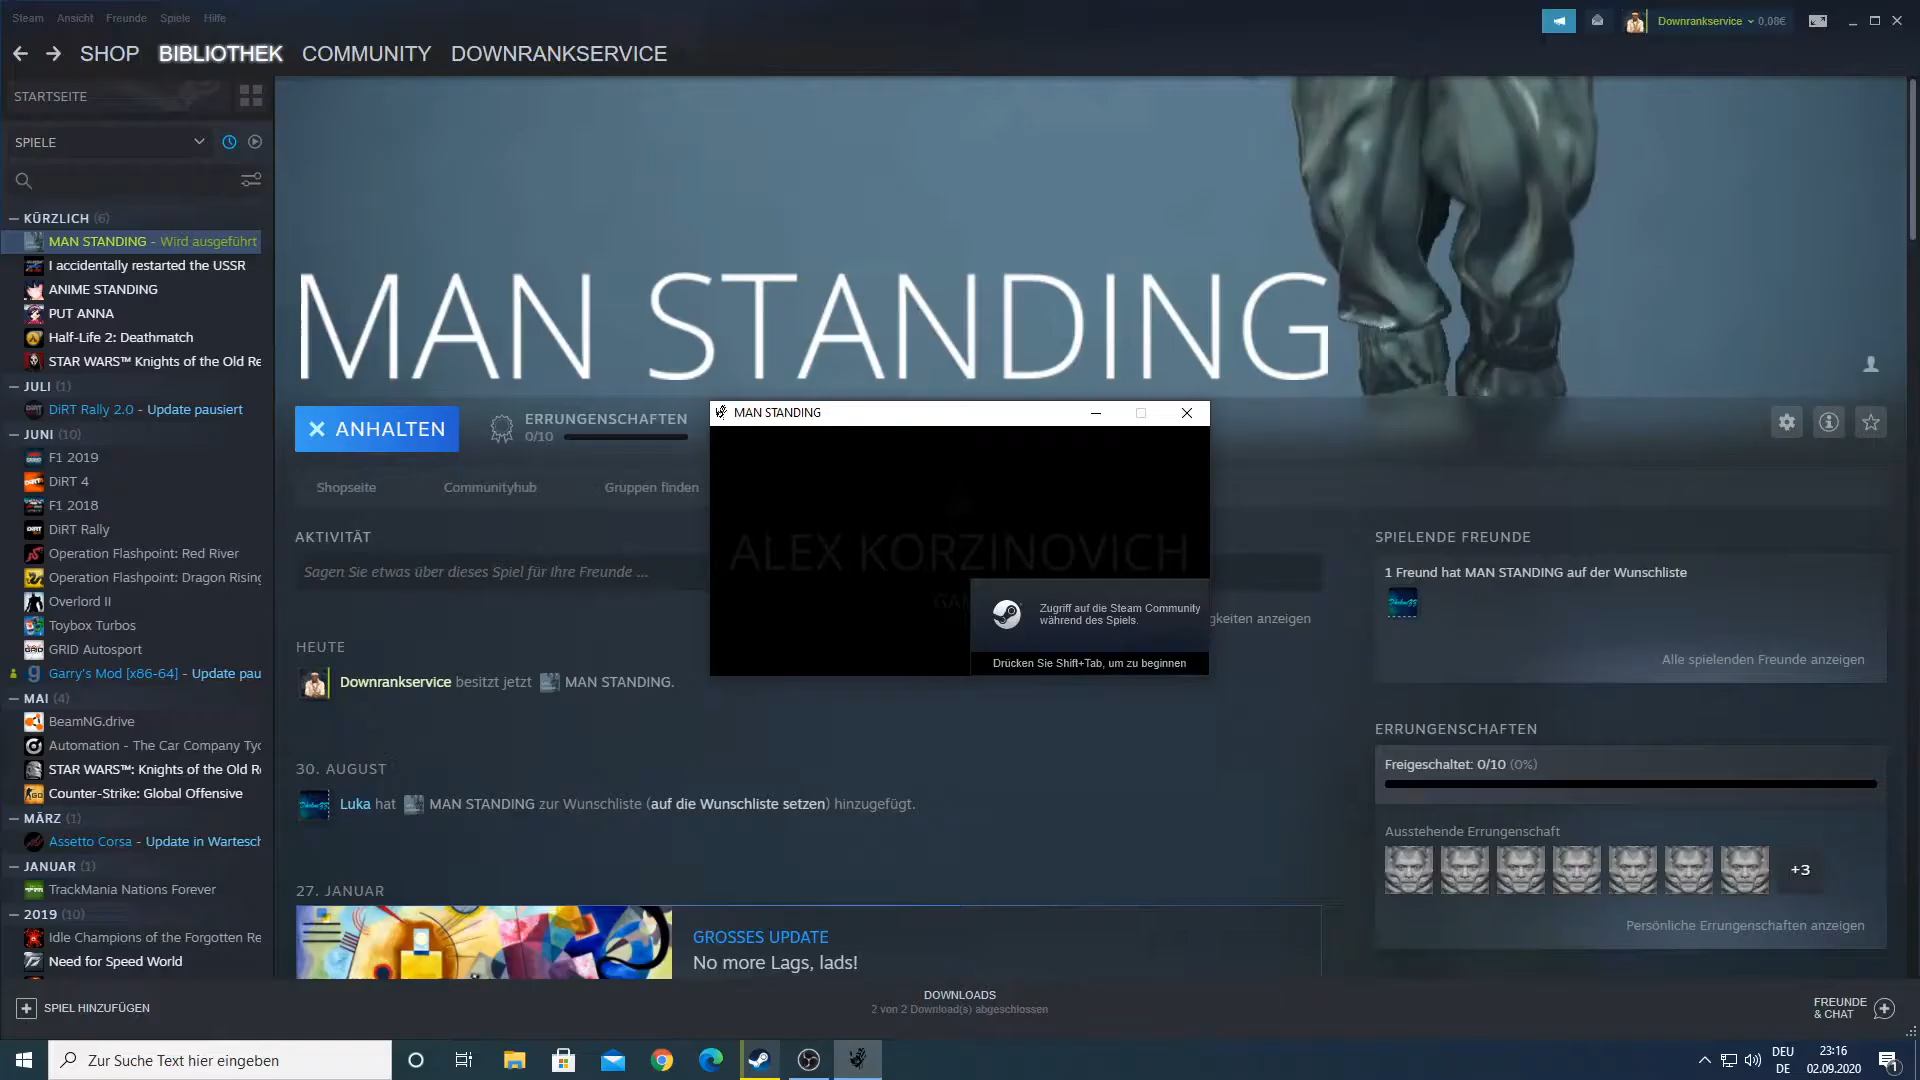 Steam Ansicht Freunde Spiele Hilfe
Downrankservice 0,08€
SHOP BIBLIOTHEK COMMUNITY DOWNRANKSERVICE
STARTSEITE
SPIELE
KÜRZLICH (6)
MAN STANDING - Wird ausgeführt
I accidentally restarted the USSR
ANIME STANDING
PUT ANNA
Half-Life 2: Deathmatch
STAR WARS™ Knights of the Old Re
JULI (1)
DiRT Rally 2.0 - Update pausiert
JUNI (10)
F1 2019
DiRT 4
F1 2018
DiRT Rally
Operation Flashpoint: Red River
Operation Flashpoint: Dragon Rising
Overlord II
Toybox Turbos
GRID Autosport
Garry's Mod [x86-64] - Update pau
MAI (4)
BeamNG.drive
Automation - The Car Company Tyc
STAR WARS™: Knights of the Old R
Counter-Strike: Global Offensive
MÄRZ (1)
Assetto Corsa - Update in Wartesch
JANUAR (1)
TrackMania Nations Forever
2019 (10)
Idle Champions of the Forgotten Re
Need for Speed World
MAN STANDING
ANHALTEN
ERRUNGENSCHAFTEN
0/10
Shopseite Communityhub Gruppen finden
MAN STANDING
ALEX KORZINOVICH
Zugriff auf die Steam Community
während des Spiels.
Drücken Sie Shift+Tab, um zu beginnen
AKTIVITÄT
Sagen Sie etwas über dieses Spiel für Ihre Freunde ...
gkeiten anzeigen
HEUTE
Downrankservice besitzt jetzt MAN STANDING.
30. AUGUST
Luka hat MAN STANDING zur Wunschliste (auf die Wunschliste setzen) hinzugefügt.
27. JANUAR
GROSSES UPDATE
No more Lags, lads!
SPIELENDE FREUNDE
1 Freund hat MAN STANDING auf der Wunschliste
Alle spielenden Freunde anzeigen
ERRUNGENSCHAFTEN
Freigeschaltet: 0/10 (0%)
Ausstehende Errungenschaft
+3
Persönliche Errungenschaften anzeigen
SPIEL HINZUFÜGEN
DOWNLOADS
2 von 2 Download(s) abgeschlossen
FREUNDE
& CHAT
Zur Suche Text hier eingeben
DEU
DE
23:16
02.09.2020
1